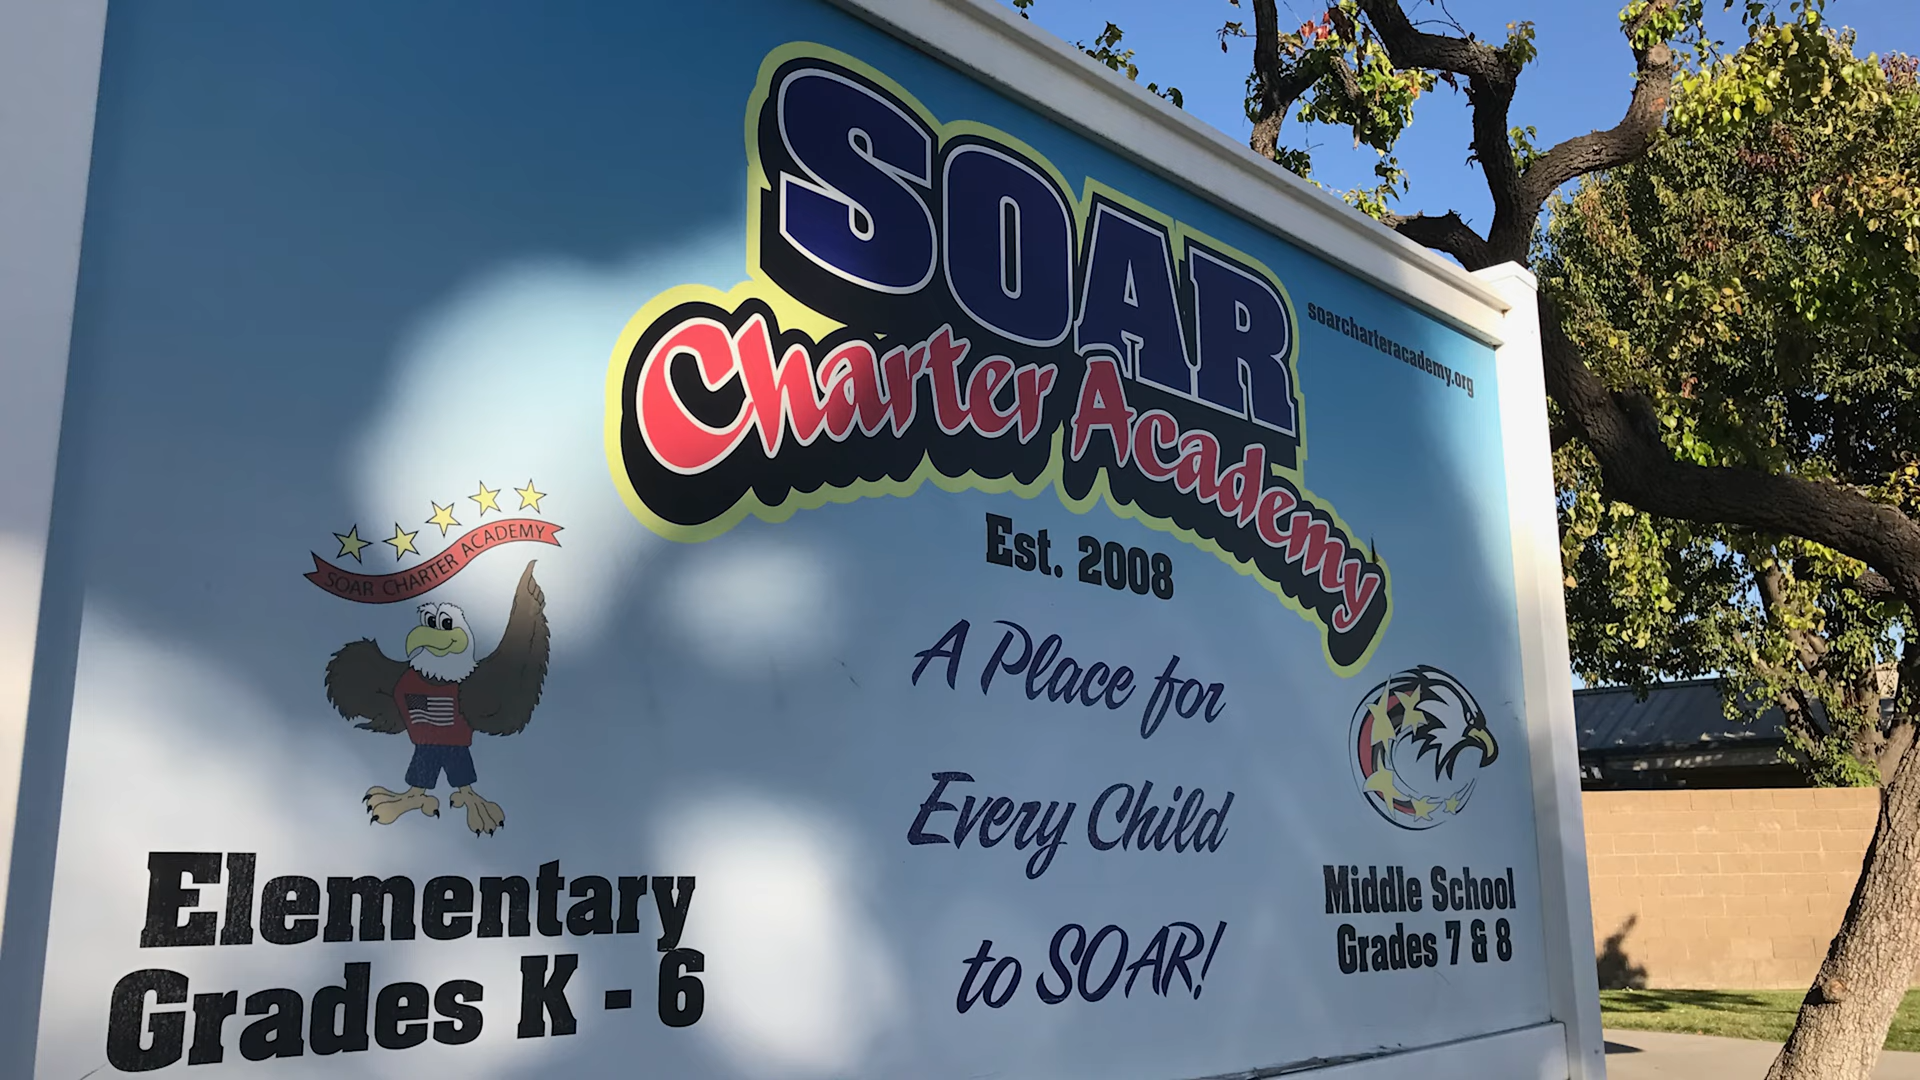 SOAR
Charter Academy
soarcharteracademy.org
Est. 2008
SOAR CHARTER ACADEMY
A Place for
Every Child
to SOAR!
Elementary
Grades K - 6
Middle School
Grades 7 & 8